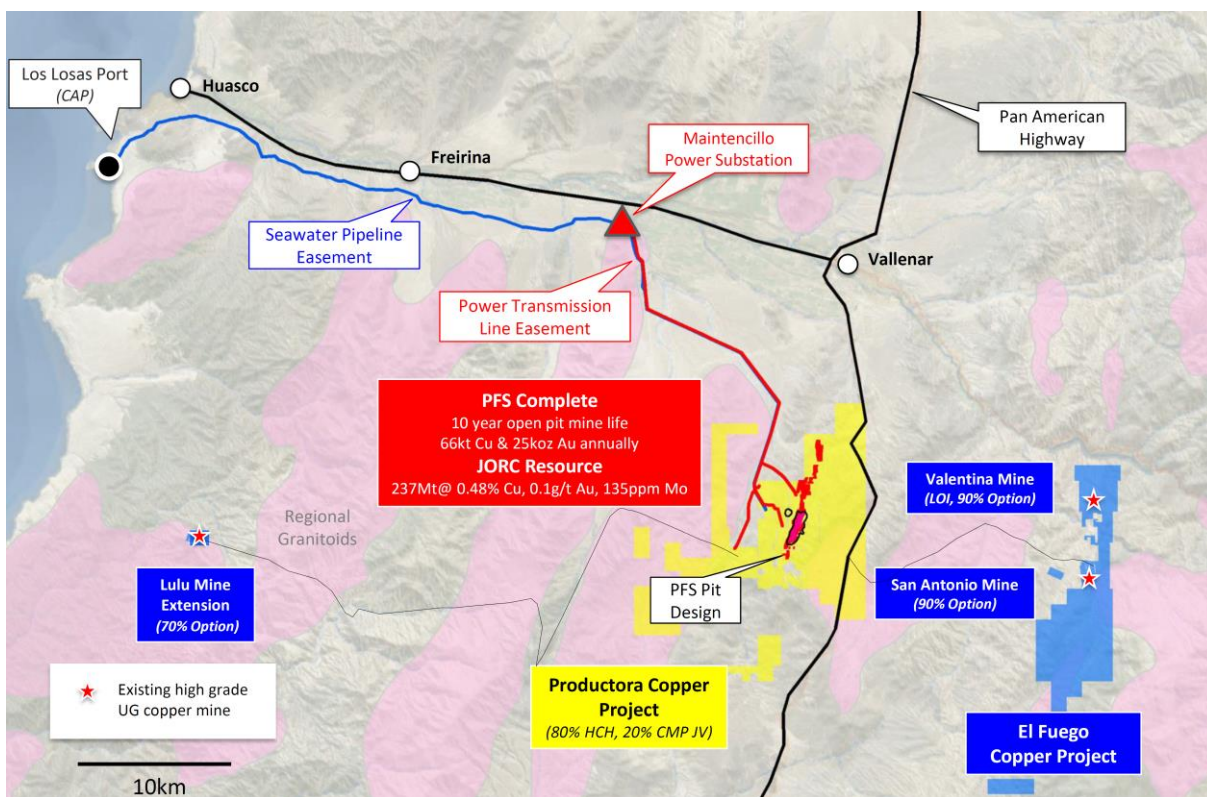 Los Losas Port
(CAP)
Huasco
Freirina
Seawater Pipeline
Easement
Maintencillo
Power Substation
Pan American
Highway
Vallenar
Power Transmission
Line Easement
PFS Complete
10 year open pit mine life
66kt Cu & 25koz Au annually
JORC Resource
237Mt@ 0.48% Cu, 0.1g/t Au, 135ppm Mo
Regional
Granitoids
Lulu Mine
Extension
(70% Option)
PFS Pit
Design
Valentina Mine
(LOI, 90% Option)
San Antonio Mine
(90% Option)
Productora Copper
Project
(80% HCH, 20% CMP JV)
El Fuego
Copper Project
Existing high grade
UG copper mine
10km